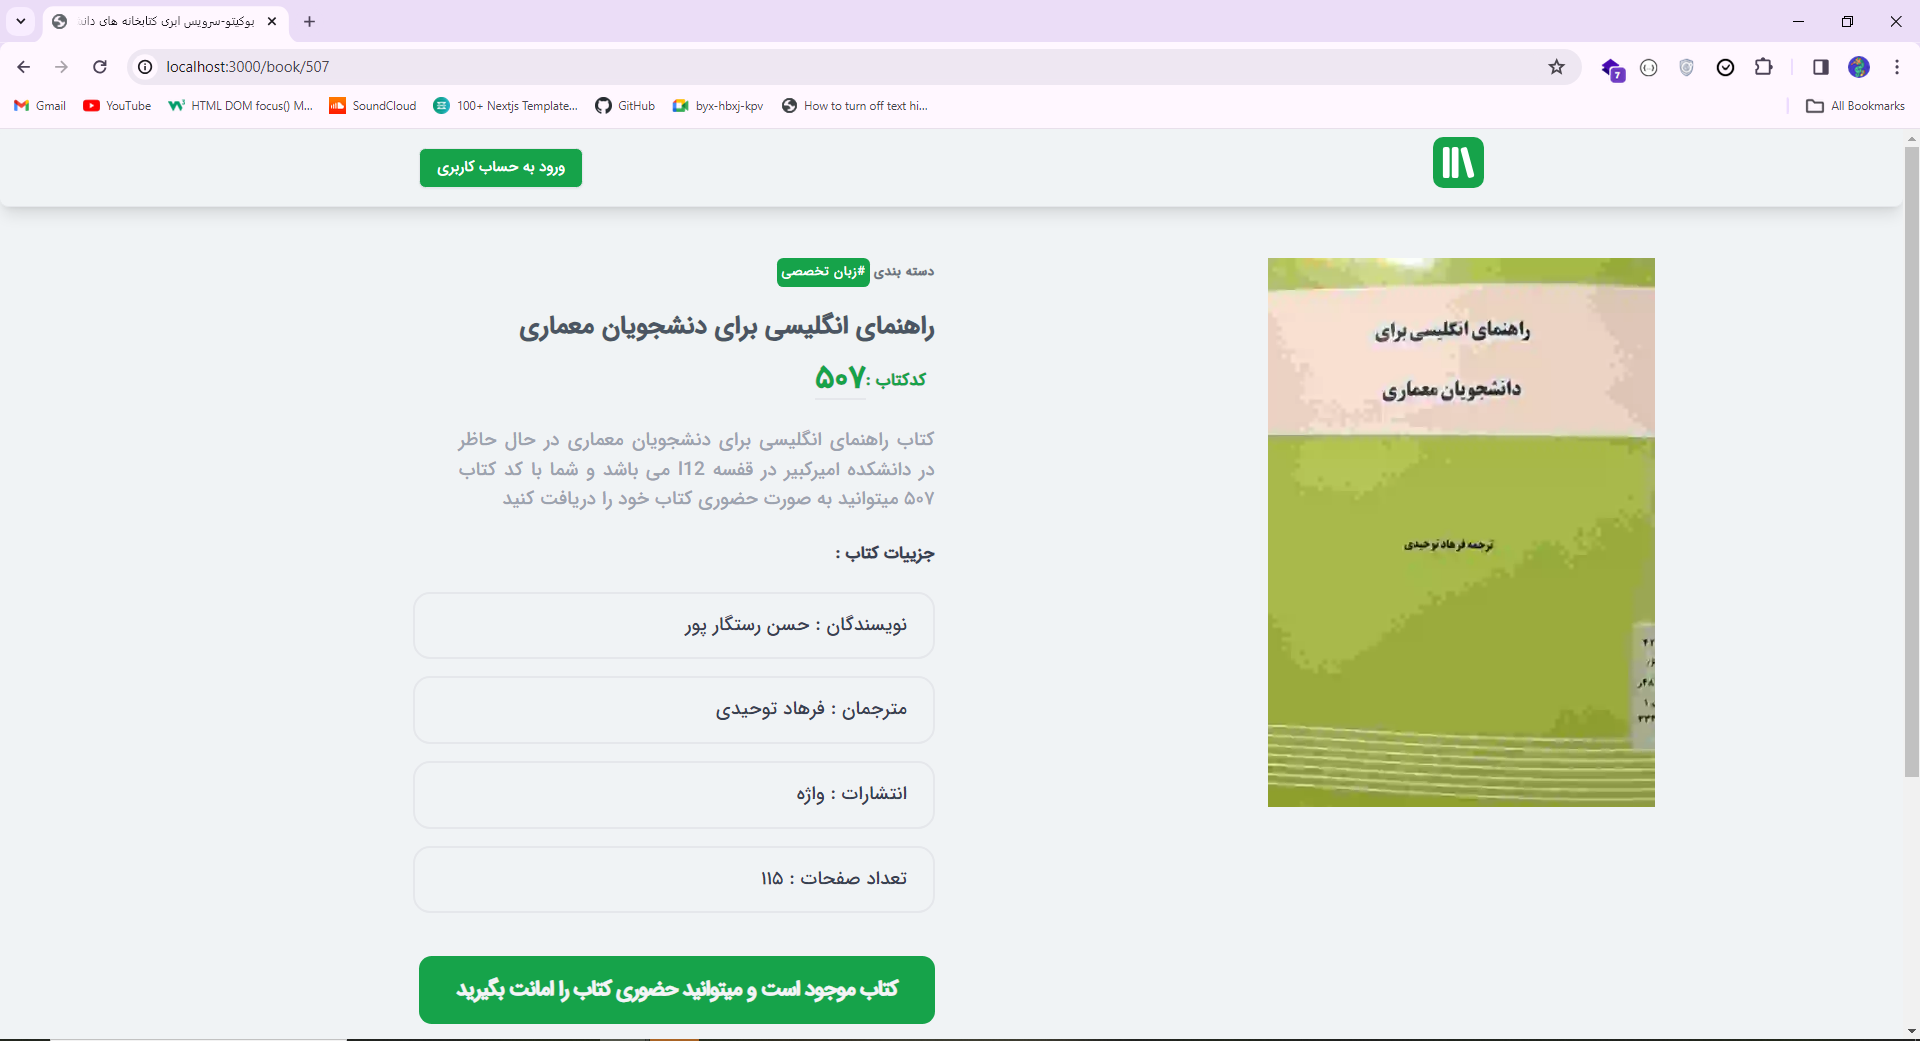 بوکیتو-سرویس ابری کتابخانه های دانش
localhost:3000/book/507
7
Gmail
YouTube
HTML DOM focus() M...
SoundCloud
100+ Nextjs Template...
GitHub
byx-hbxj-kpv
How to turn off text hi...
All Bookmarks
ورود به حساب کاربری
دسته بندی #زبان تخصصی
راهنمای انگلیسی برای دنشجویان معماری
کدکتاب :۵۰۷
کتاب راهنمای انگلیسی برای دنشجویان معماری در حال حاظر
در دانشکده امیرکبیر در قفسه I12 می باشد و شما با کد کتاب
۵۰۷ میتوانید به صورت حضوری کتاب خود را دریافت کنید
جزییات کتاب :
نویسندگان : حسن رستگار پور
مترجمان : فرهاد توحیدی
انتشارات : واژه
تعداد صفحات : ۱۱۵
کتاب موجود است و میتوانید حضوری کتاب را امانت بگیرید
راهنمای انگلیسی برای
دانشجویان معماری
ترجمه فرهاد توحیدی